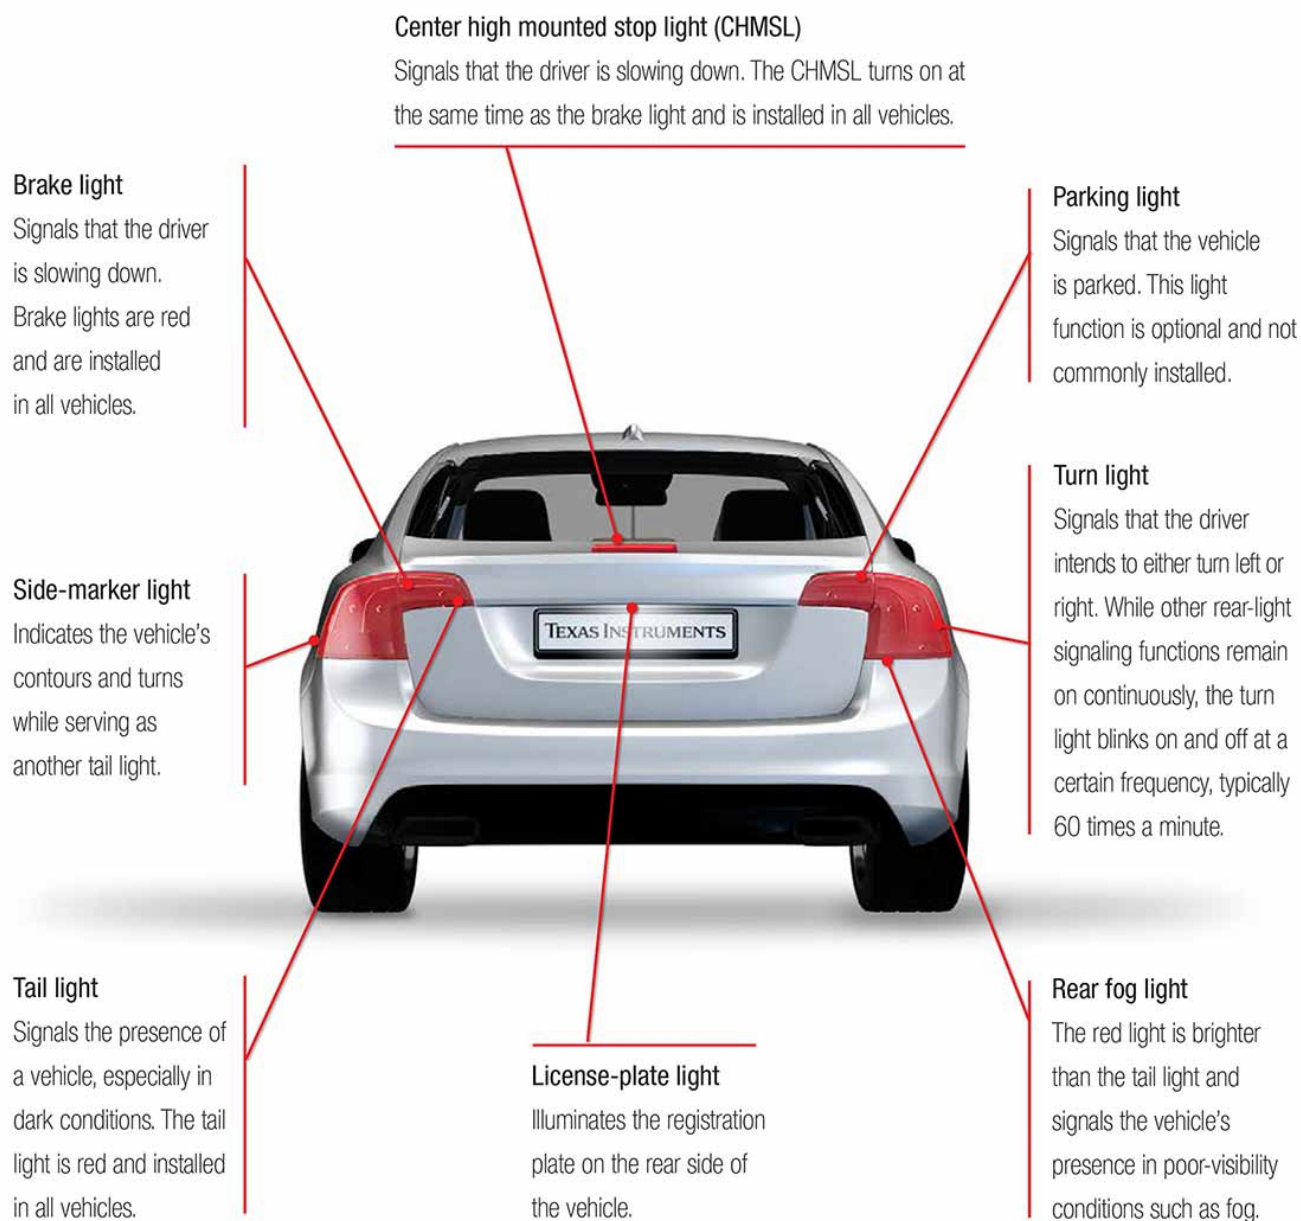 Center high mounted stop light (CHMSL)
Signals that the driver is slowing down. The CHMSL turns on at
the same time as the brake light and is installed in all vehicles.
Brake light
Signals that the driver
is slowing down.
Brake lights are red
and are installed
in all vehicles.
Parking light
Signals that the vehicle
is parked. This light
function is optional and not
commonly installed.
Turn light
Signals that the driver
intends to either turn left or
right. While other rear-light
signaling functions remain
on continuously, the turn
light blinks on and off at a
certain frequency, typically
60 times a minute.
Side-marker light
Indicates the vehicle's
contours and turns
while serving as
another tail light.
TEXAS INSTRUMENTS
Tail light
Signals the presence of
a vehicle, especially in
dark conditions. The tail
light is red and installed
in all vehicles.
License-plate light
Illuminates the registration
plate on the rear side of
the vehicle.
Rear fog light
The red light is brighter
than the tail light and
signals the vehicle's
presence in poor-visibility
conditions such as fog.